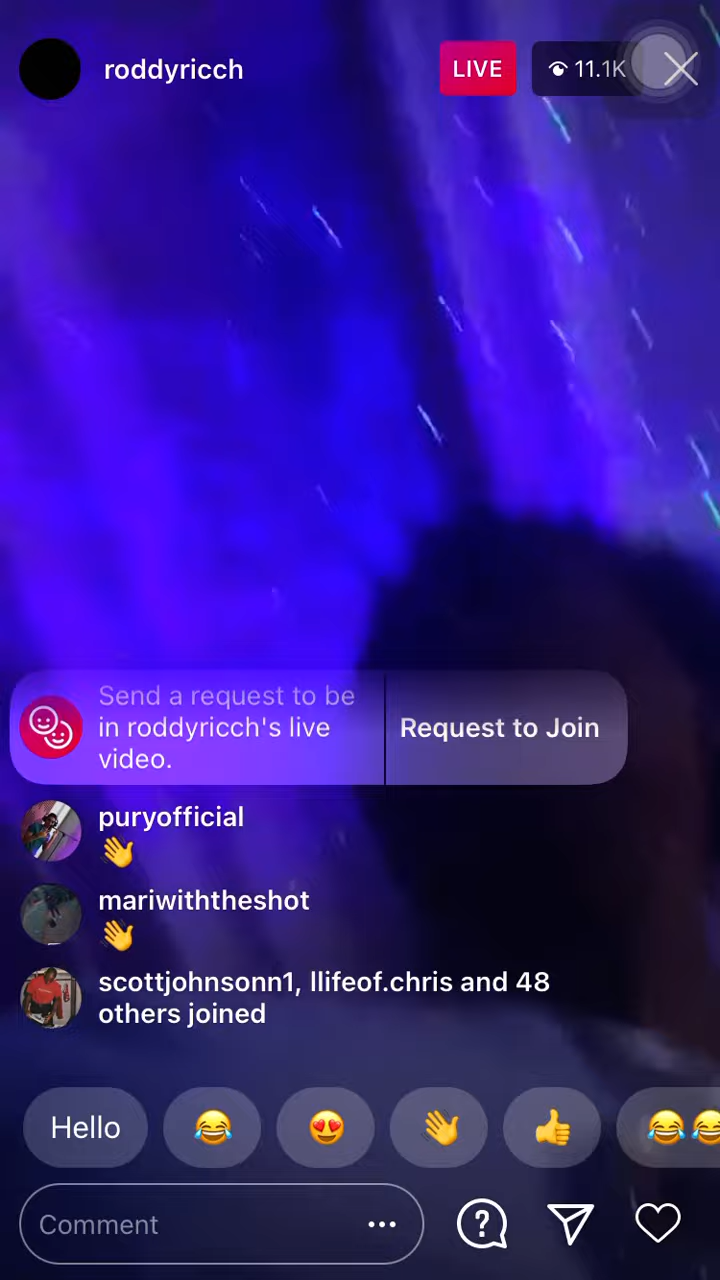 roddyricch
LIVE
11.1K
Send a request to be
in roddyricch's live
video.
Request to Join
puryofficial
👋
mariwiththeshot
👋
scottjohnsonn1, llifeof.chris and 48
others joined
Hello 😂 😍 👋 👍 😂😂
Comment